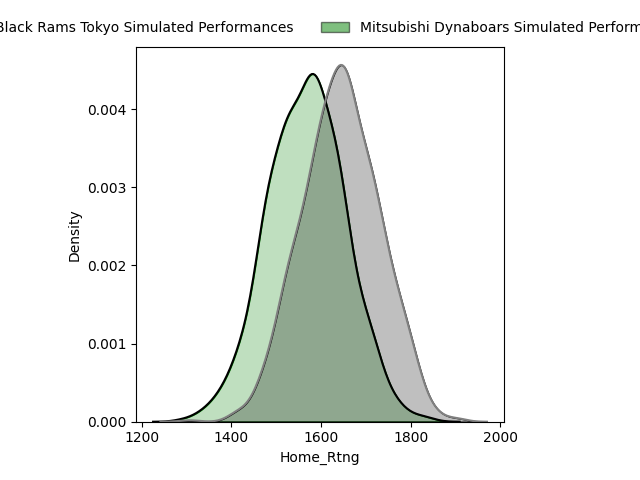 Black Rams Tokyo Simulated Performances Mitsubishi Dynaboars Simulated Perform
0.004
0.003
0.002
0.001
0.000
Density
1200 1400 1600 1800 2000
Home_Rtng